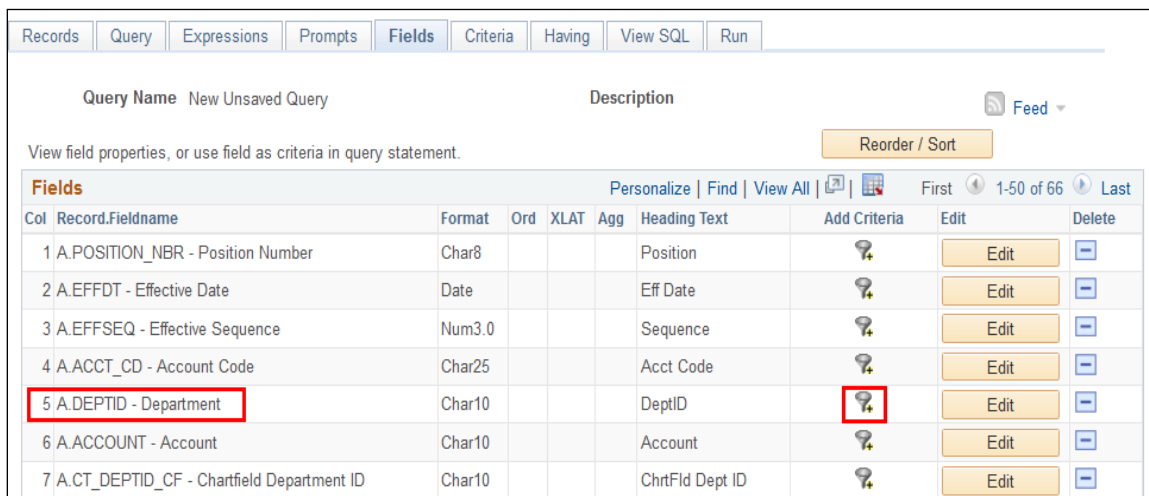 Records Query Expressions Prompts Fields Criteria Having View SQL Run
Query Name New Unsaved Query Description Feed
View field properties, or use field as criteria in query statement. Reorder / Sort
Fields Personalize | Find | View All | | First 1-50 of 66 Last
Col Record.Fieldname Format Ord XLAT Agg Heading Text Add Criteria Edit Delete
1 A.POSITION_NBR - Position Number Char8 Position Edit
2 A.EFFDT - Effective Date Date Eff Date Edit
3 A.EFFSEQ - Effective Sequence Num3.0 Sequence Edit
4 A.ACCT_CD - Account Code Char25 Acct Code Edit
5 A.DEPTID - Department Char10 DeptID Edit
6 A.ACCOUNT - Account Char10 Account Edit
7 A.CT_DEPTID_CF - Chartfield Department ID Char10 ChrtFld Dept ID Edit